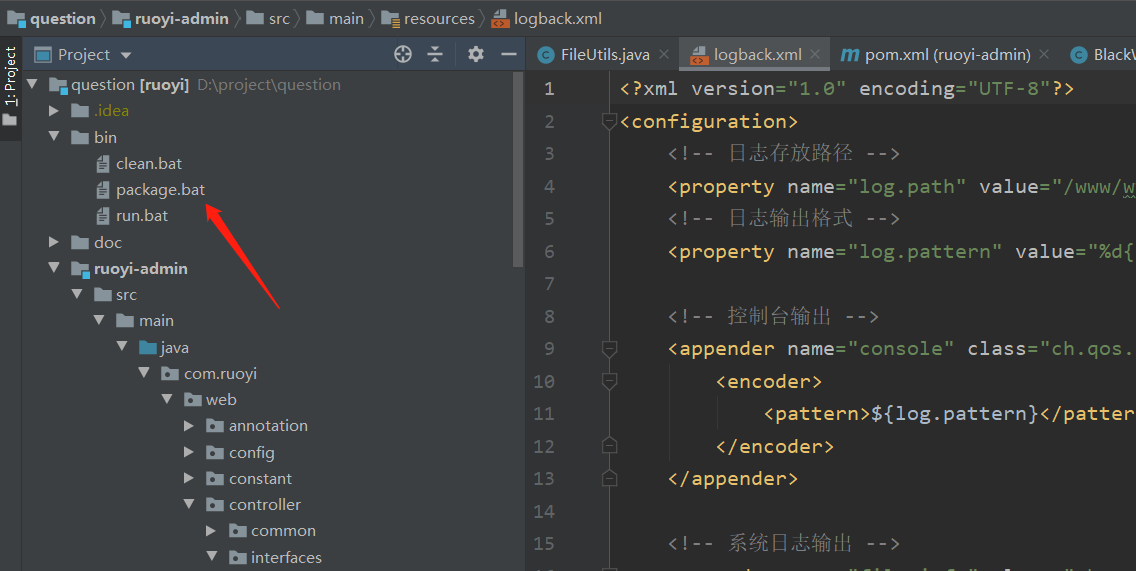 question ruoyi-admin src main resources logback.xml
1: Project
Project
FileUtils.java logback.xml pom.xml (ruoyi-admin) BlackW
question [ruoyi] D:\project\question
.idea
bin
clean.bat
package.bat
run.bat
doc
ruoyi-admin
src
main
java
com.ruoyi
web
annotation
config
constant
controller
common
interfaces
1 <?xml version="1.0" encoding="UTF-8"?>
2 <configuration>
3 <!-- 日志存放路径 -->
4 <property name="log.path" value="/www/w
5 <!-- 日志输出格式 -->
6 <property name="log.pattern" value="%d{
7
8 <!-- 控制台输出 -->
9 <appender name="console" class="ch.qos.
10 <encoder>
11 <pattern>${log.pattern}</patter
12 </encoder>
13 </appender>
14
15 <!-- 系统日志输出 -->